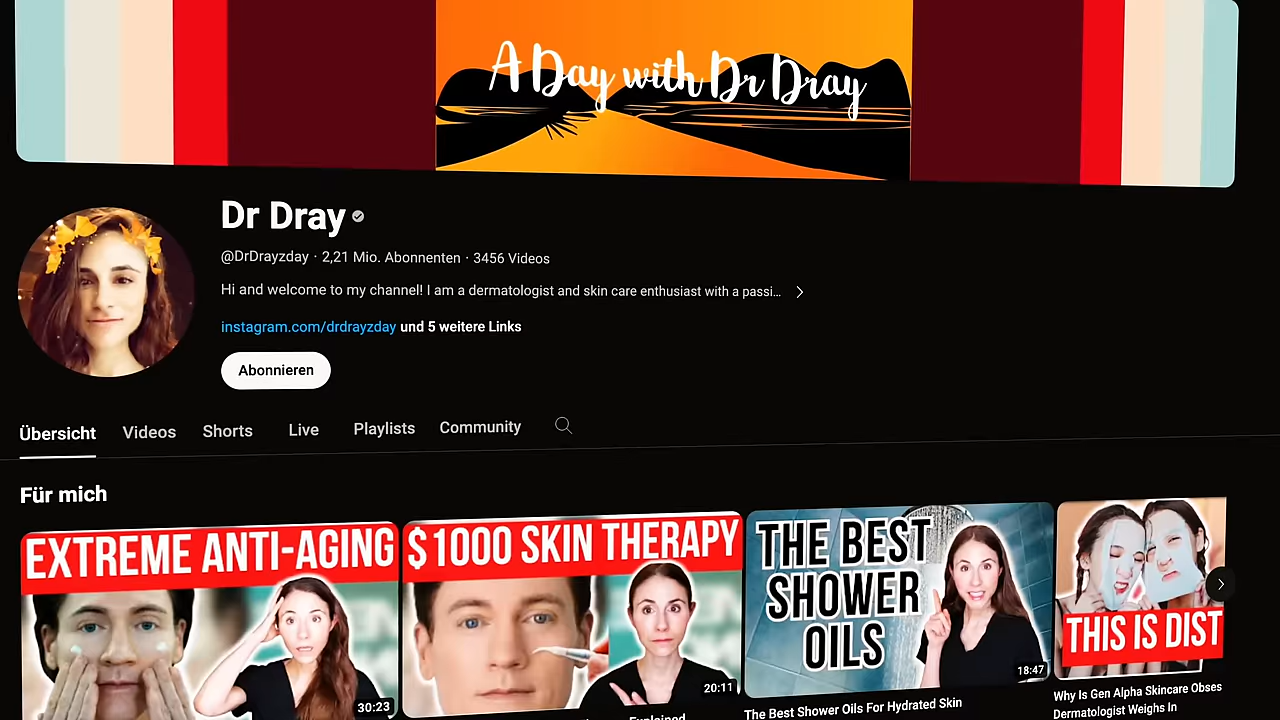 A Day with Dr Dray
Dr Dray
@DrDrayzday · 2,21 Mio. Abonnenten · 3456 Videos
Hi and welcome to my channel! I am a dermatologist and skin care enthusiast with a passi...
instagram.com/drdrayzday und 5 weitere Links
Abonnieren
Übersicht Videos Shorts Live Playlists Community
Für mich
EXTREME ANTI-AGING
30:23
$1000 SKIN THERAPY
20:11
Explained
THE BEST
SHOWER
OILS
18:47
The Best Shower Oils For Hydrated Skin
THIS IS DIST
Why Is Gen Alpha Skincare Obses
Dermatologist Weighs In